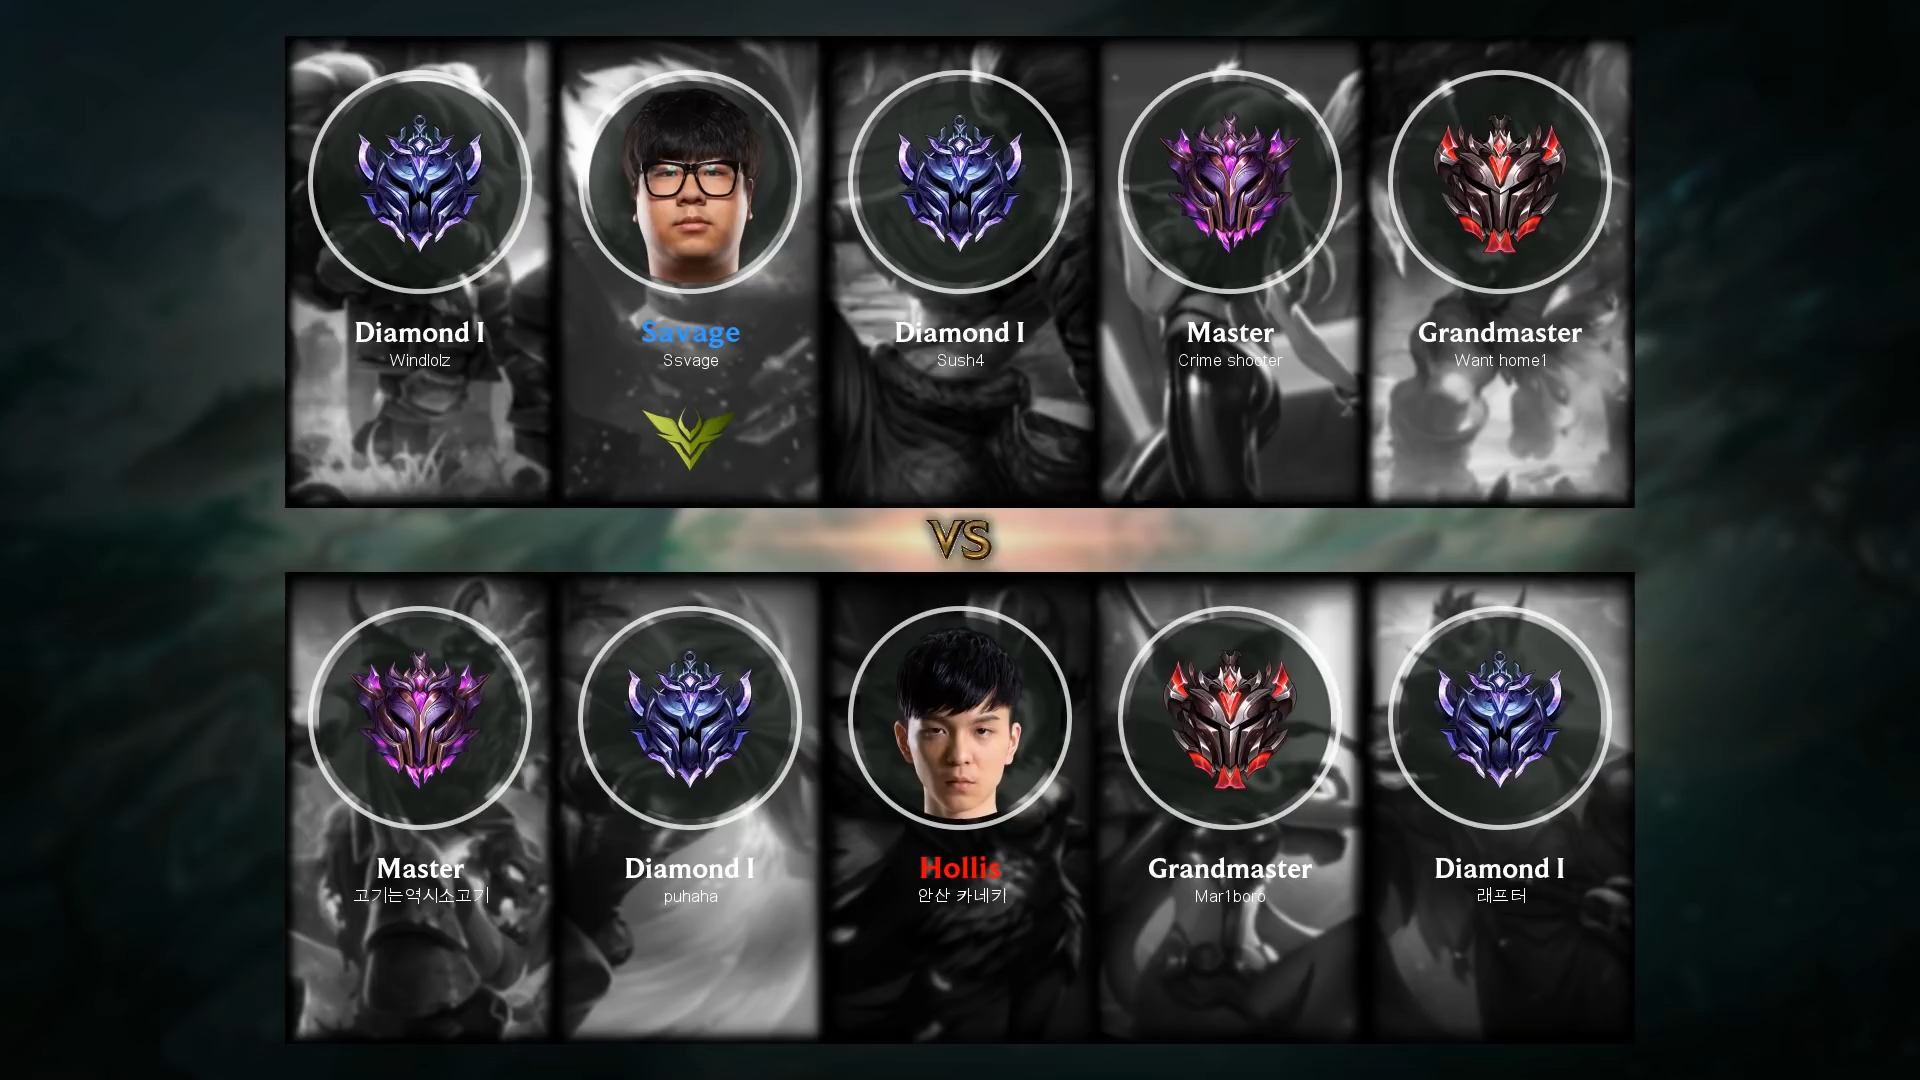 Diamond I
Windlolz
Savage
Ssvage
Diamond I
Sush4
Master
Crime shooter
Grandmaster
Want home1
VS
Master
고기는역시소고기
Diamond I
puhaha
Hollis
안산 카네키
Grandmaster
Mar1boro
Diamond I
래프터